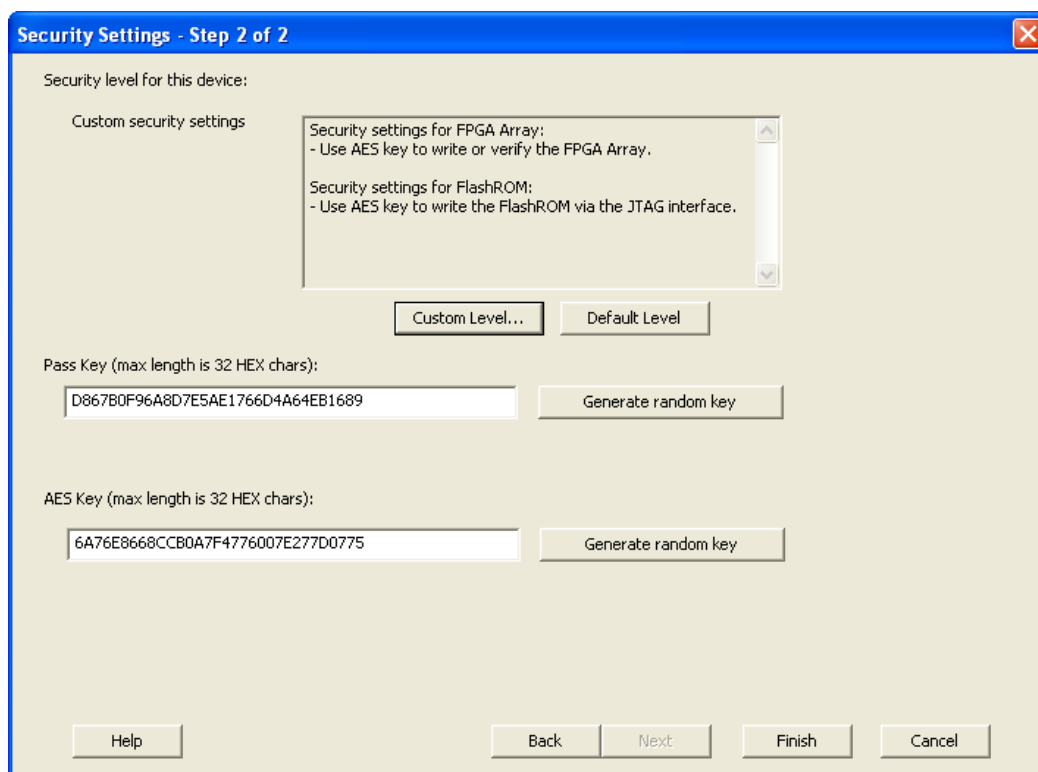 Security Settings - Step 2 of 2
Security level for this device:
Custom security settings
Security settings for FPGA Array:
- Use AES key to write or verify the FPGA Array.
Security settings for FlashROM:
- Use AES key to write the FlashROM via the JTAG interface.
Custom Level...
Default Level
Pass Key (max length is 32 HEX chars):
D867B0F96A8D7E5AE1766D4A64EB1689
Generate random key
AES Key (max length is 32 HEX chars):
6A76E8668CCB0A7F4776007E277D0775
Generate random key
Help
Back
Next
Finish
Cancel